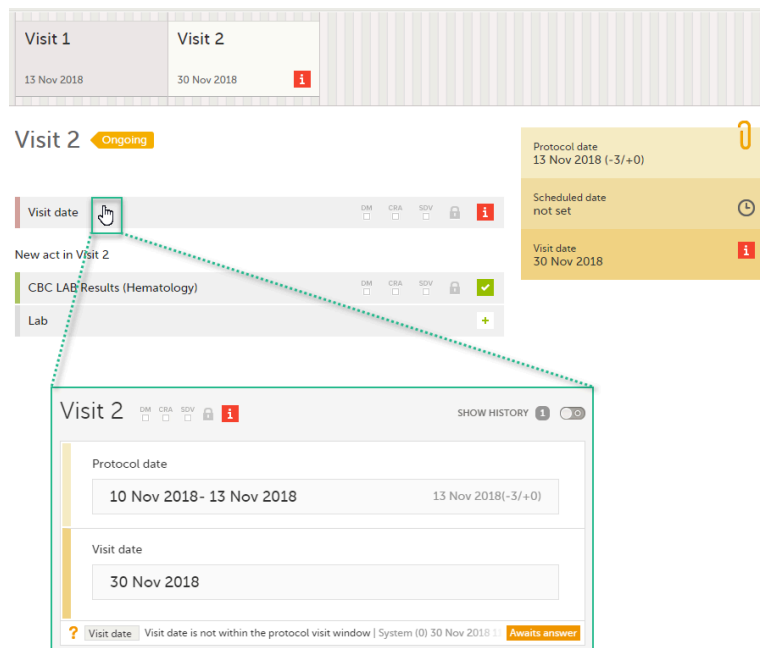 Visit 1
Visit 2
13 Nov 2018
30 Nov 2018
i
Visit 2
Ongoing
Protocol date
13 Nov 2018 (-3/+0)
Scheduled date
not set
Visit date
30 Nov 2018
i
Visit date
DM CRA SDV
i
New act in Visit 2
CBC LAB Results (Hematology)
DM CRA SDV
Lab
+
Visit 2
DM CRA SDV
i
SHOW HISTORY 1
Protocol date
10 Nov 2018- 13 Nov 2018
13 Nov 2018(-3/+0)
Visit date
30 Nov 2018
? Visit date Visit date is not within the protocol visit window | System (0) 30 Nov 2018 Awaits answer